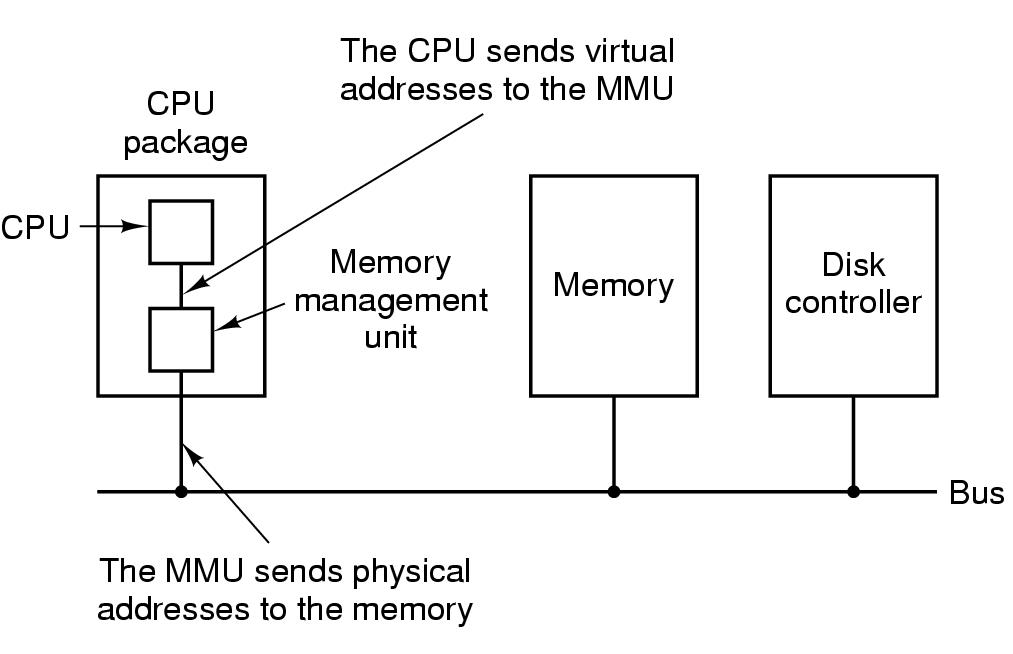 The CPU sends virtual
addresses to the MMU
CPU
package
CPU
Memory
management
unit
Memory
Disk
controller
Bus
The MMU sends physical
addresses to the memory